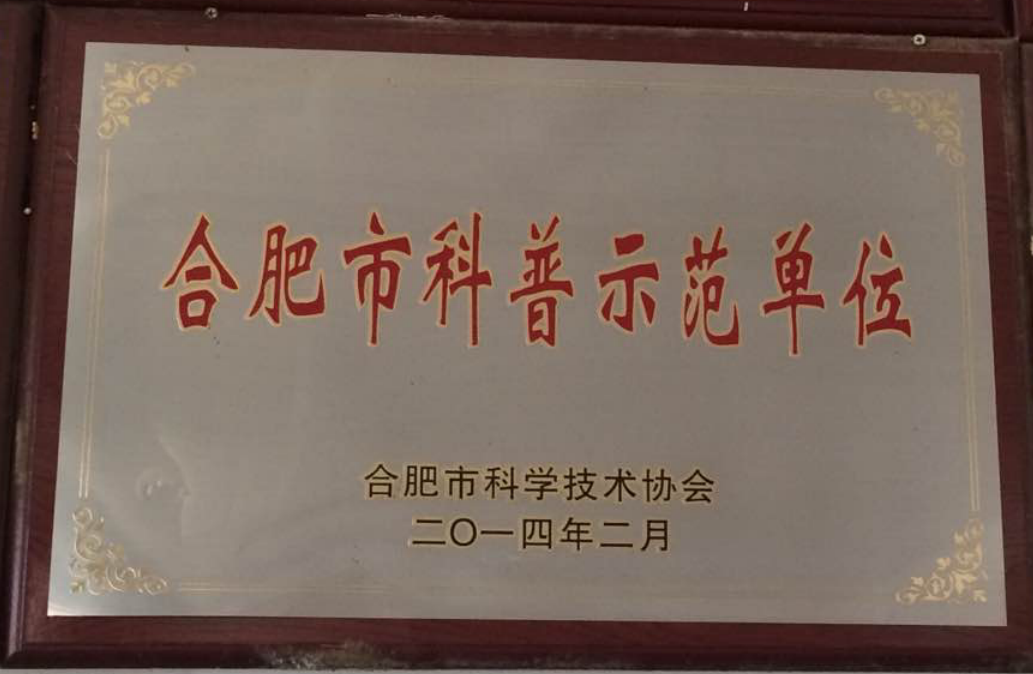 合肥市科普示范单位
合肥市科学技术协会
二〇一四年二月